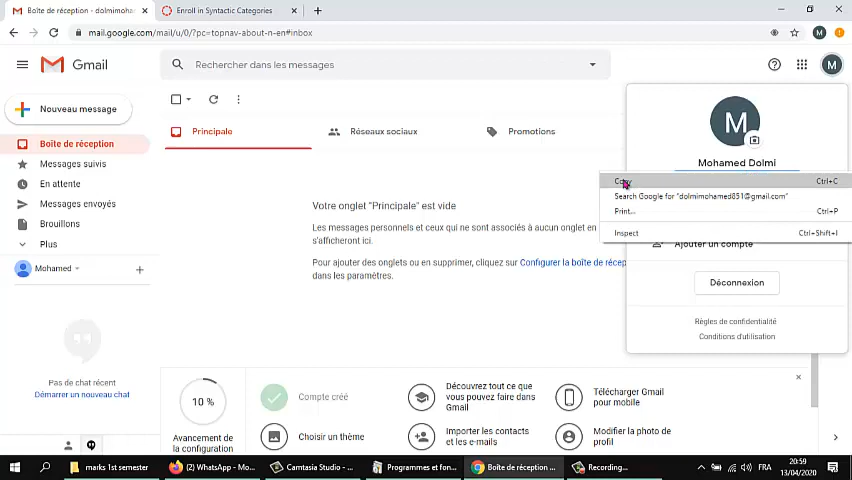 Boîte de réception - dolmimoham
Enroll in Syntactic Categories
mail.google.com/mail/u/0/?pc=topnav-about-n-en#inbox
M
Gmail
Rechercher dans les messages
M
Nouveau message
Boîte de réception
Messages suivis
En attente
Messages envoyés
Brouillons
Plus
Mohamed
Pas de chat récent
Démarrer un nouveau chat
Principale
Réseaux sociaux
Promotions
Votre onglet "Principale" est vide
Les messages personnels et ceux qui ne sont associés à aucun onglet en
s'afficheront ici.
Pour ajouter des onglets ou en supprimer, cliquez sur Configurer la boîte de récep
dans les paramètres.
M
Mohamed Dolmi
Copy Ctrl+C
Search Google for "dolmimohamed851@gmail.com"
Print... Ctrl+P
Inspect Ctrl+Shift+I
Ajouter un compte
Déconnexion
Règles de confidentialité
Conditions d'utilisation
10 %
Avancement de
la configuration
Compte créé
Choisir un thème
Découvrez tout ce que
vous pouvez faire dans
Gmail
Importer les contacts
et les e-mails
Télécharger Gmail
pour mobile
Modifier la photo de
profil
marks 1st semester
(2) WhatsApp - Mo...
Camtasia Studio - ...
Programmes et fon...
Boîte de réception ...
Recording...
FRA
20:59
13/04/2020